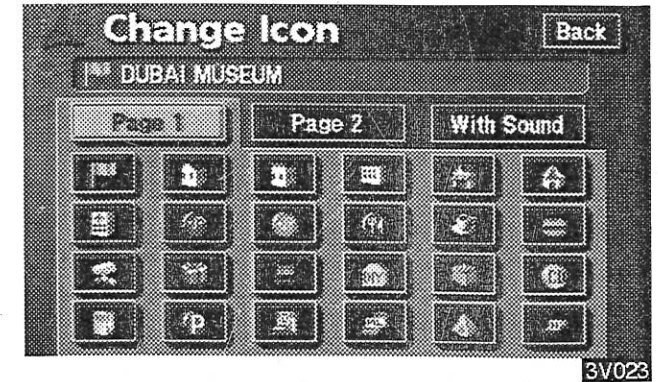 Change Icon Back
DUBAI MUSEUM
Page 1 Page 2 With Sound
P
3V023